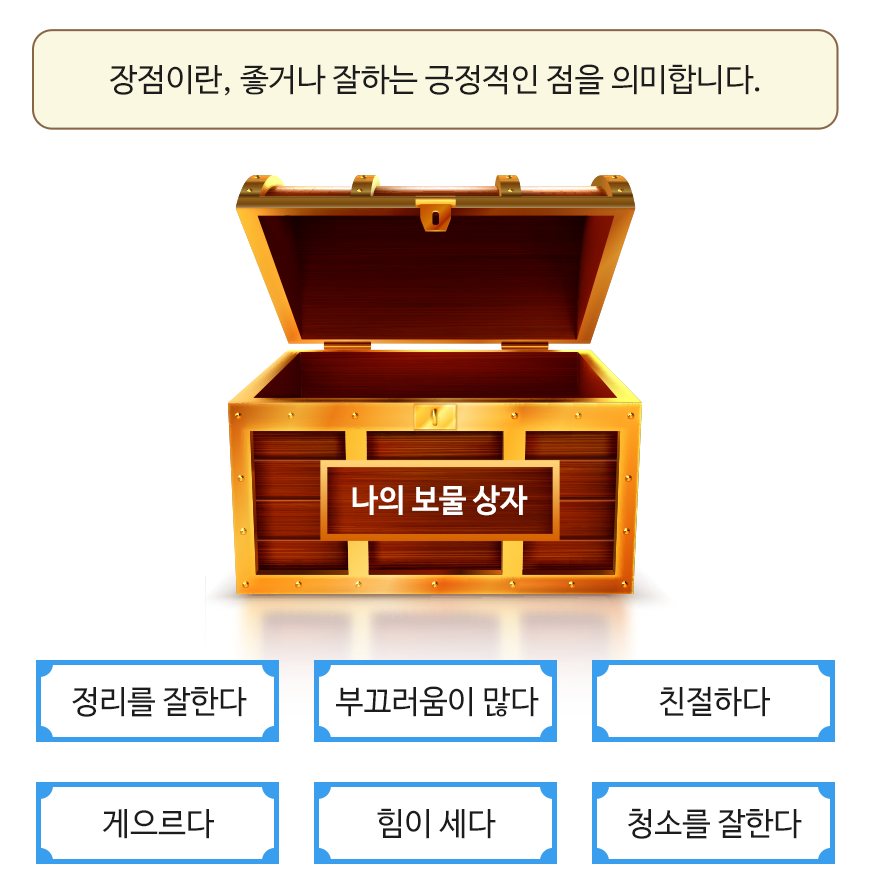 장점이란, 좋거나 잘하는 긍정적인 점을 의미합니다.
나의 보물 상자
정리를 잘한다
부끄러움이 많다
친절하다
게으르다
힘이 세다
청소를 잘한다